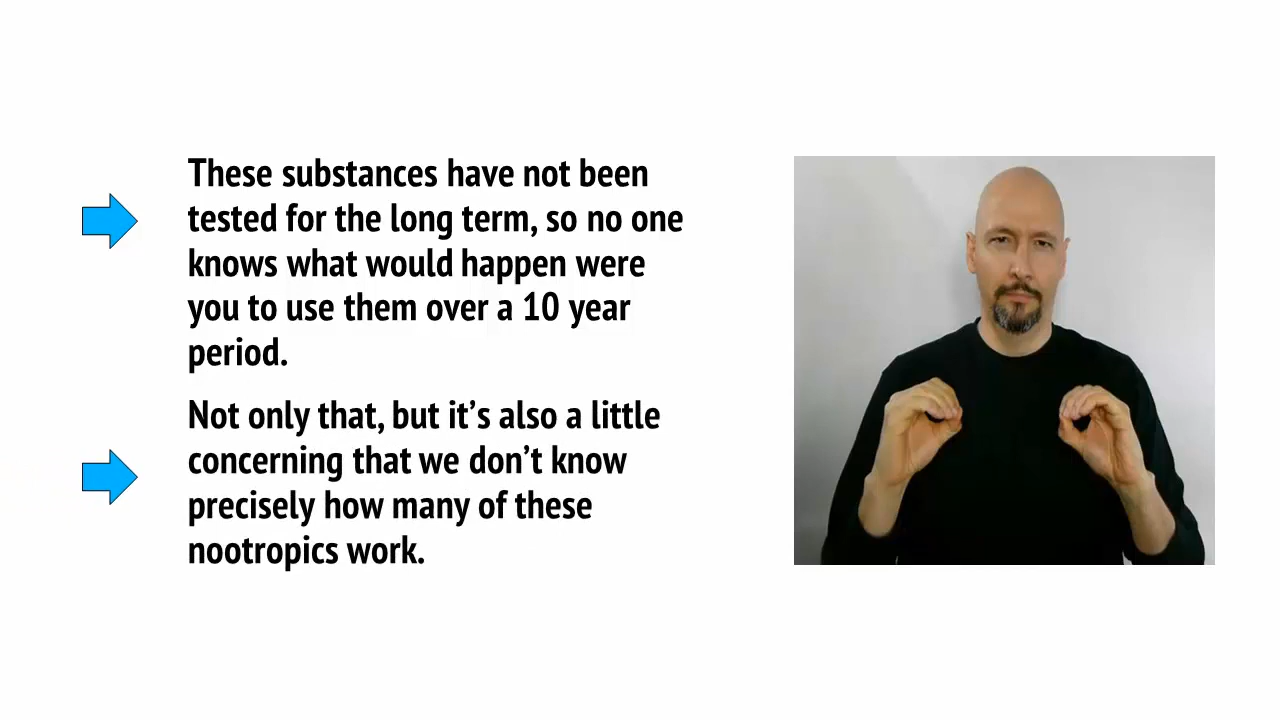 These substances have not been
tested for the long term, so no one
knows what would happen were
you to use them over a 10 year
period.
Not only that, but it’s also a little
concerning that we don’t know
precisely how many of these
nootropics work.